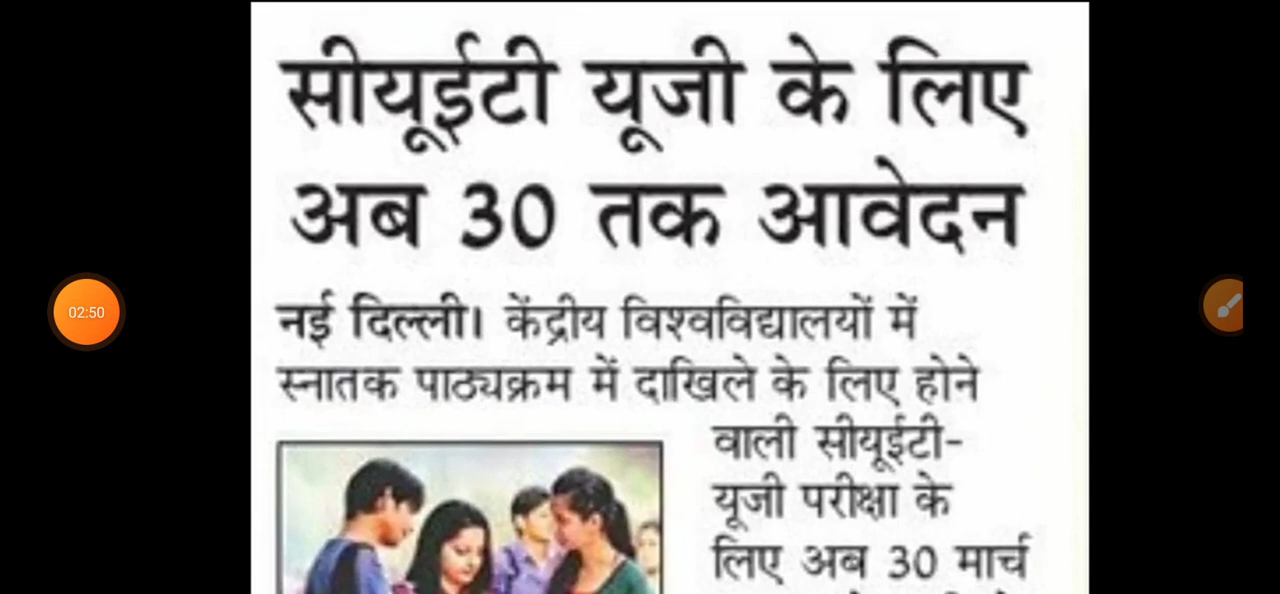 सीयूईटी यूजी के लिए
अब 30 तक आवेदन
नई दिल्ली। केंद्रीय विश्वविद्यालयों में
स्नातक पाठ्यक्रम में दाखिले के लिए होने
वाली सीयूईटी-
यूजी परीक्षा के
लिए अब 30 मार्च
02:50